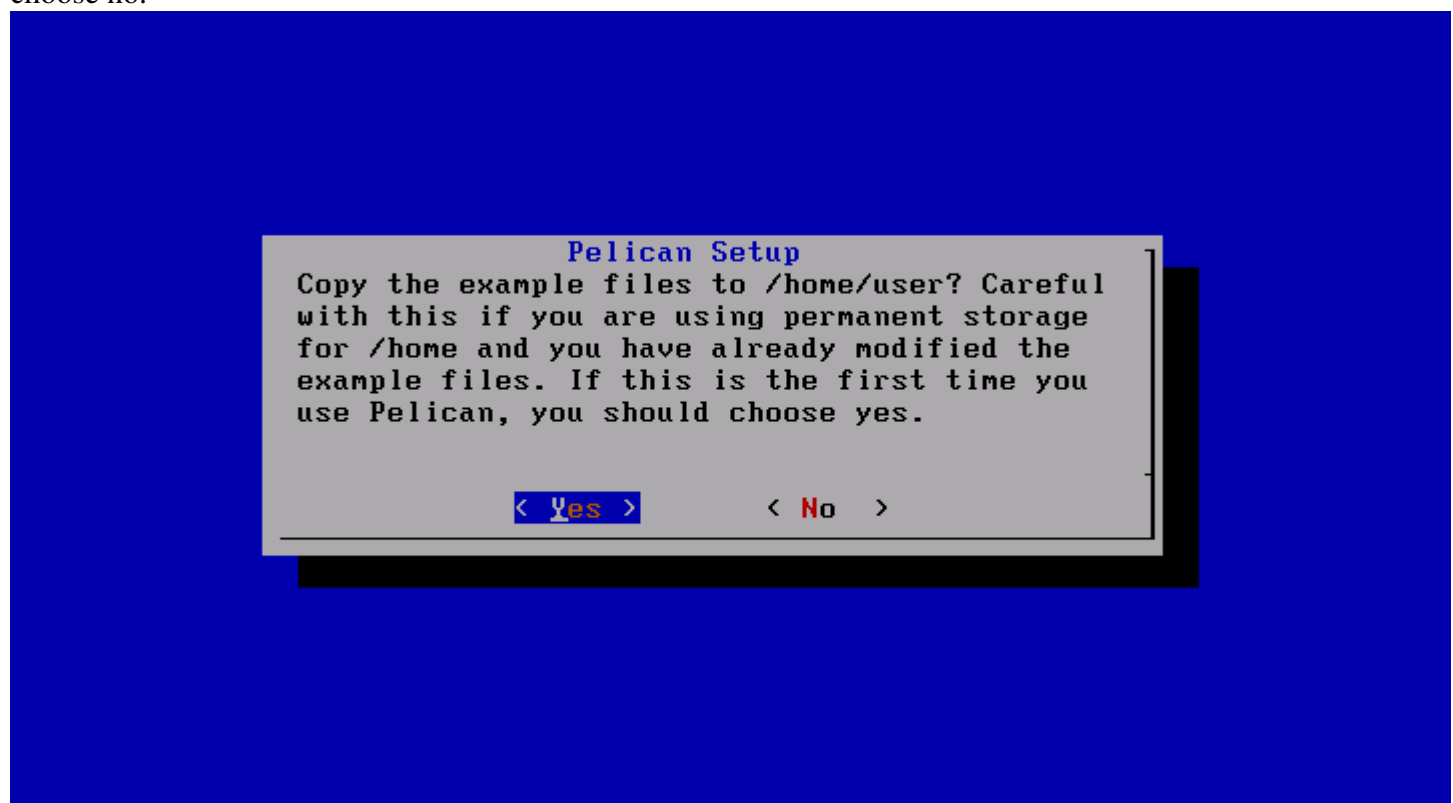 choose no.
Pelican Setup
Copy the example files to /home/user? Careful
with this if you are using permanent storage
for /home and you have already modified the
example files. If this is the first time you
use Pelican, you should choose yes.
< Yes > < No >